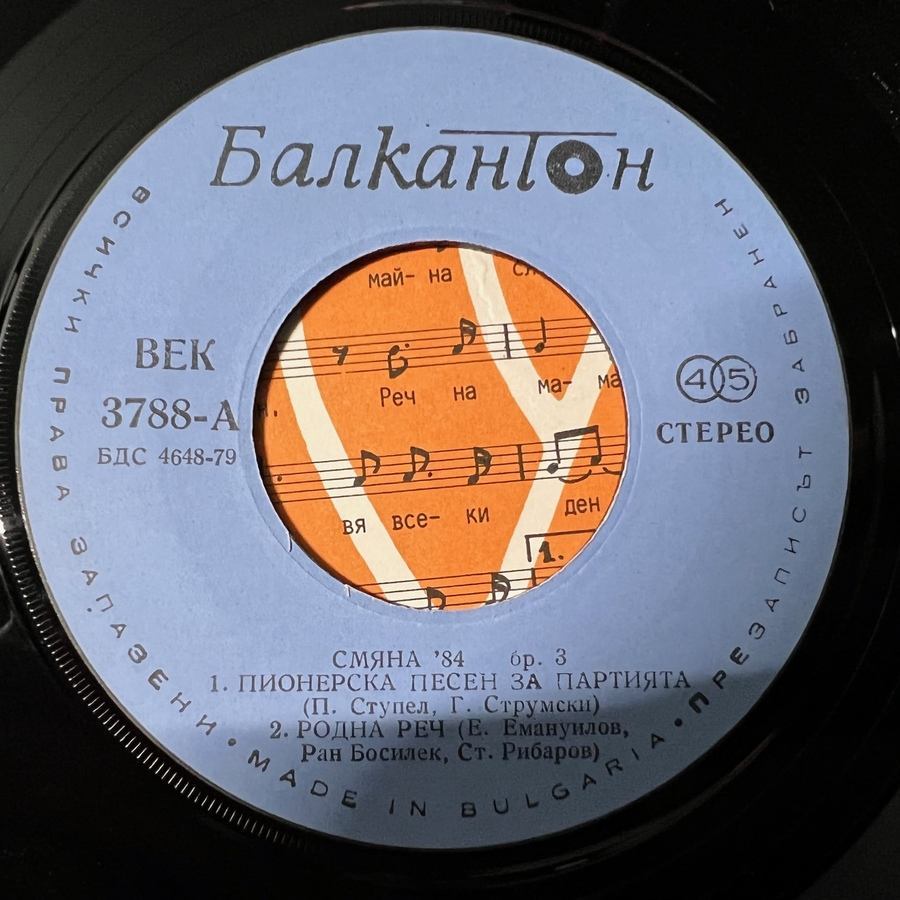 Балкантон
ВСИЧКИ ПРАВА ЗАПАЗЕНИ • MADE IN BULGARIA • ПРЕЗАПИСЪТ ЗАБРАНЕН
ВЕК
3788-А
БДС 4648-79
45
СТЕРЕО
май- на
Реч на ма- ма
вя все- ки ден
1.
СМЯНА '84 бр. 3
1. ПИОНЕРСКА ПЕСЕН ЗА ПАРТИЯТА
(П. Ступел, Г. Струмски)
2. РОДНА РЕЧ (Е. Емануилов,
Ран Босилек, Ст. Рибаров)